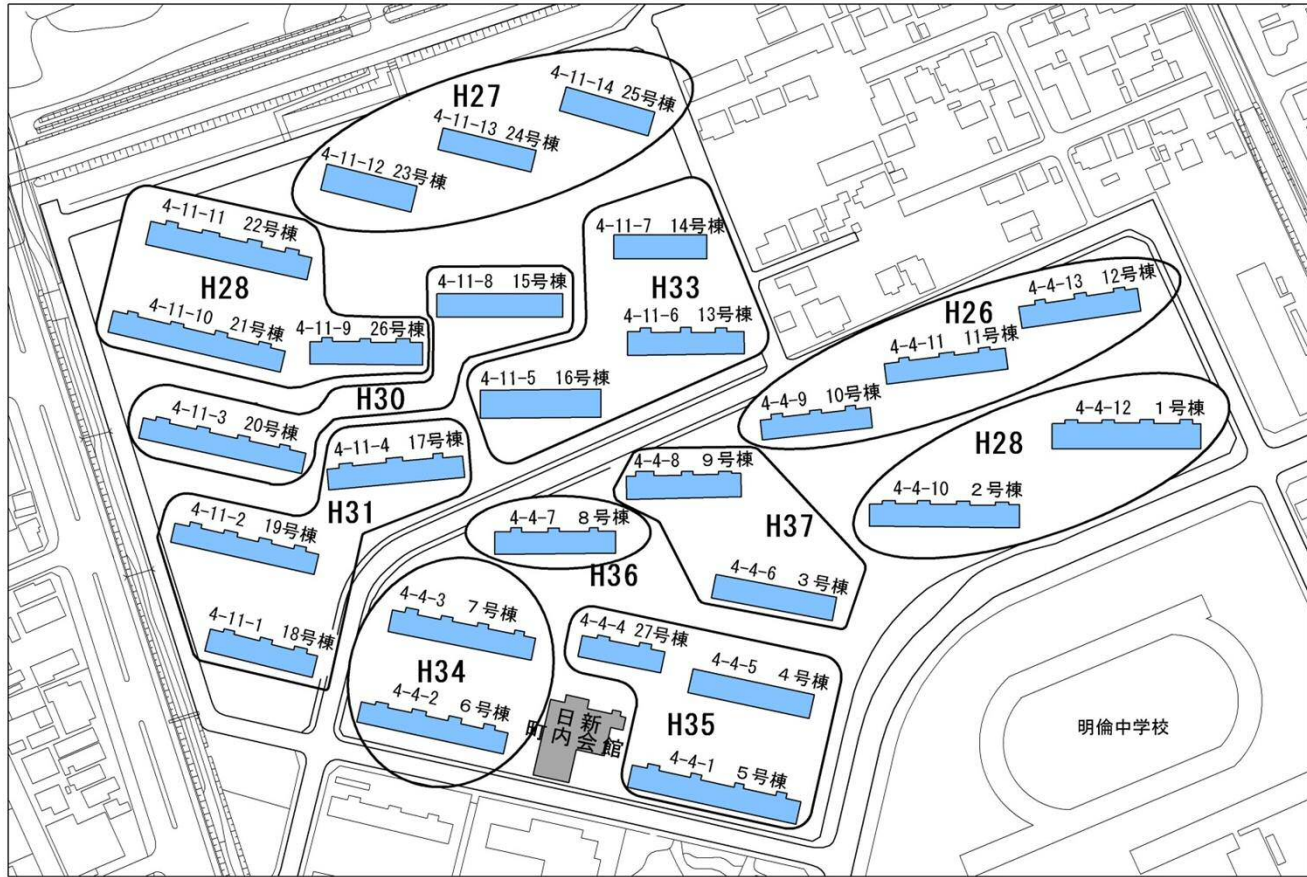 H27
4-11-14 25号棟
4-11-13 24号棟
4-11-12 23号棟
4-11-11 22号棟
H28
4-11-10 21号棟
4-11-9 26号棟
4-11-8 15号棟
4-11-7 14号棟
H33
4-11-6 13号棟
4-11-5 16号棟
H30
4-11-3 20号棟
4-11-4 17号棟
H31
4-11-2 19号棟
4-11-1 18号棟
4-4-13 12号棟
H26
4-4-11 11号棟
4-4-9 10号棟
4-4-12 1号棟
H28
4-4-10 2号棟
4-4-8 9号棟
H37
4-4-6 3号棟
4-4-7 8号棟
H36
4-4-3 7号棟
H34
4-4-2 6号棟
4-4-4 27号棟
4-4-5 4号棟
H35
4-4-1 5号棟
日新
町内会館
明倫中学校